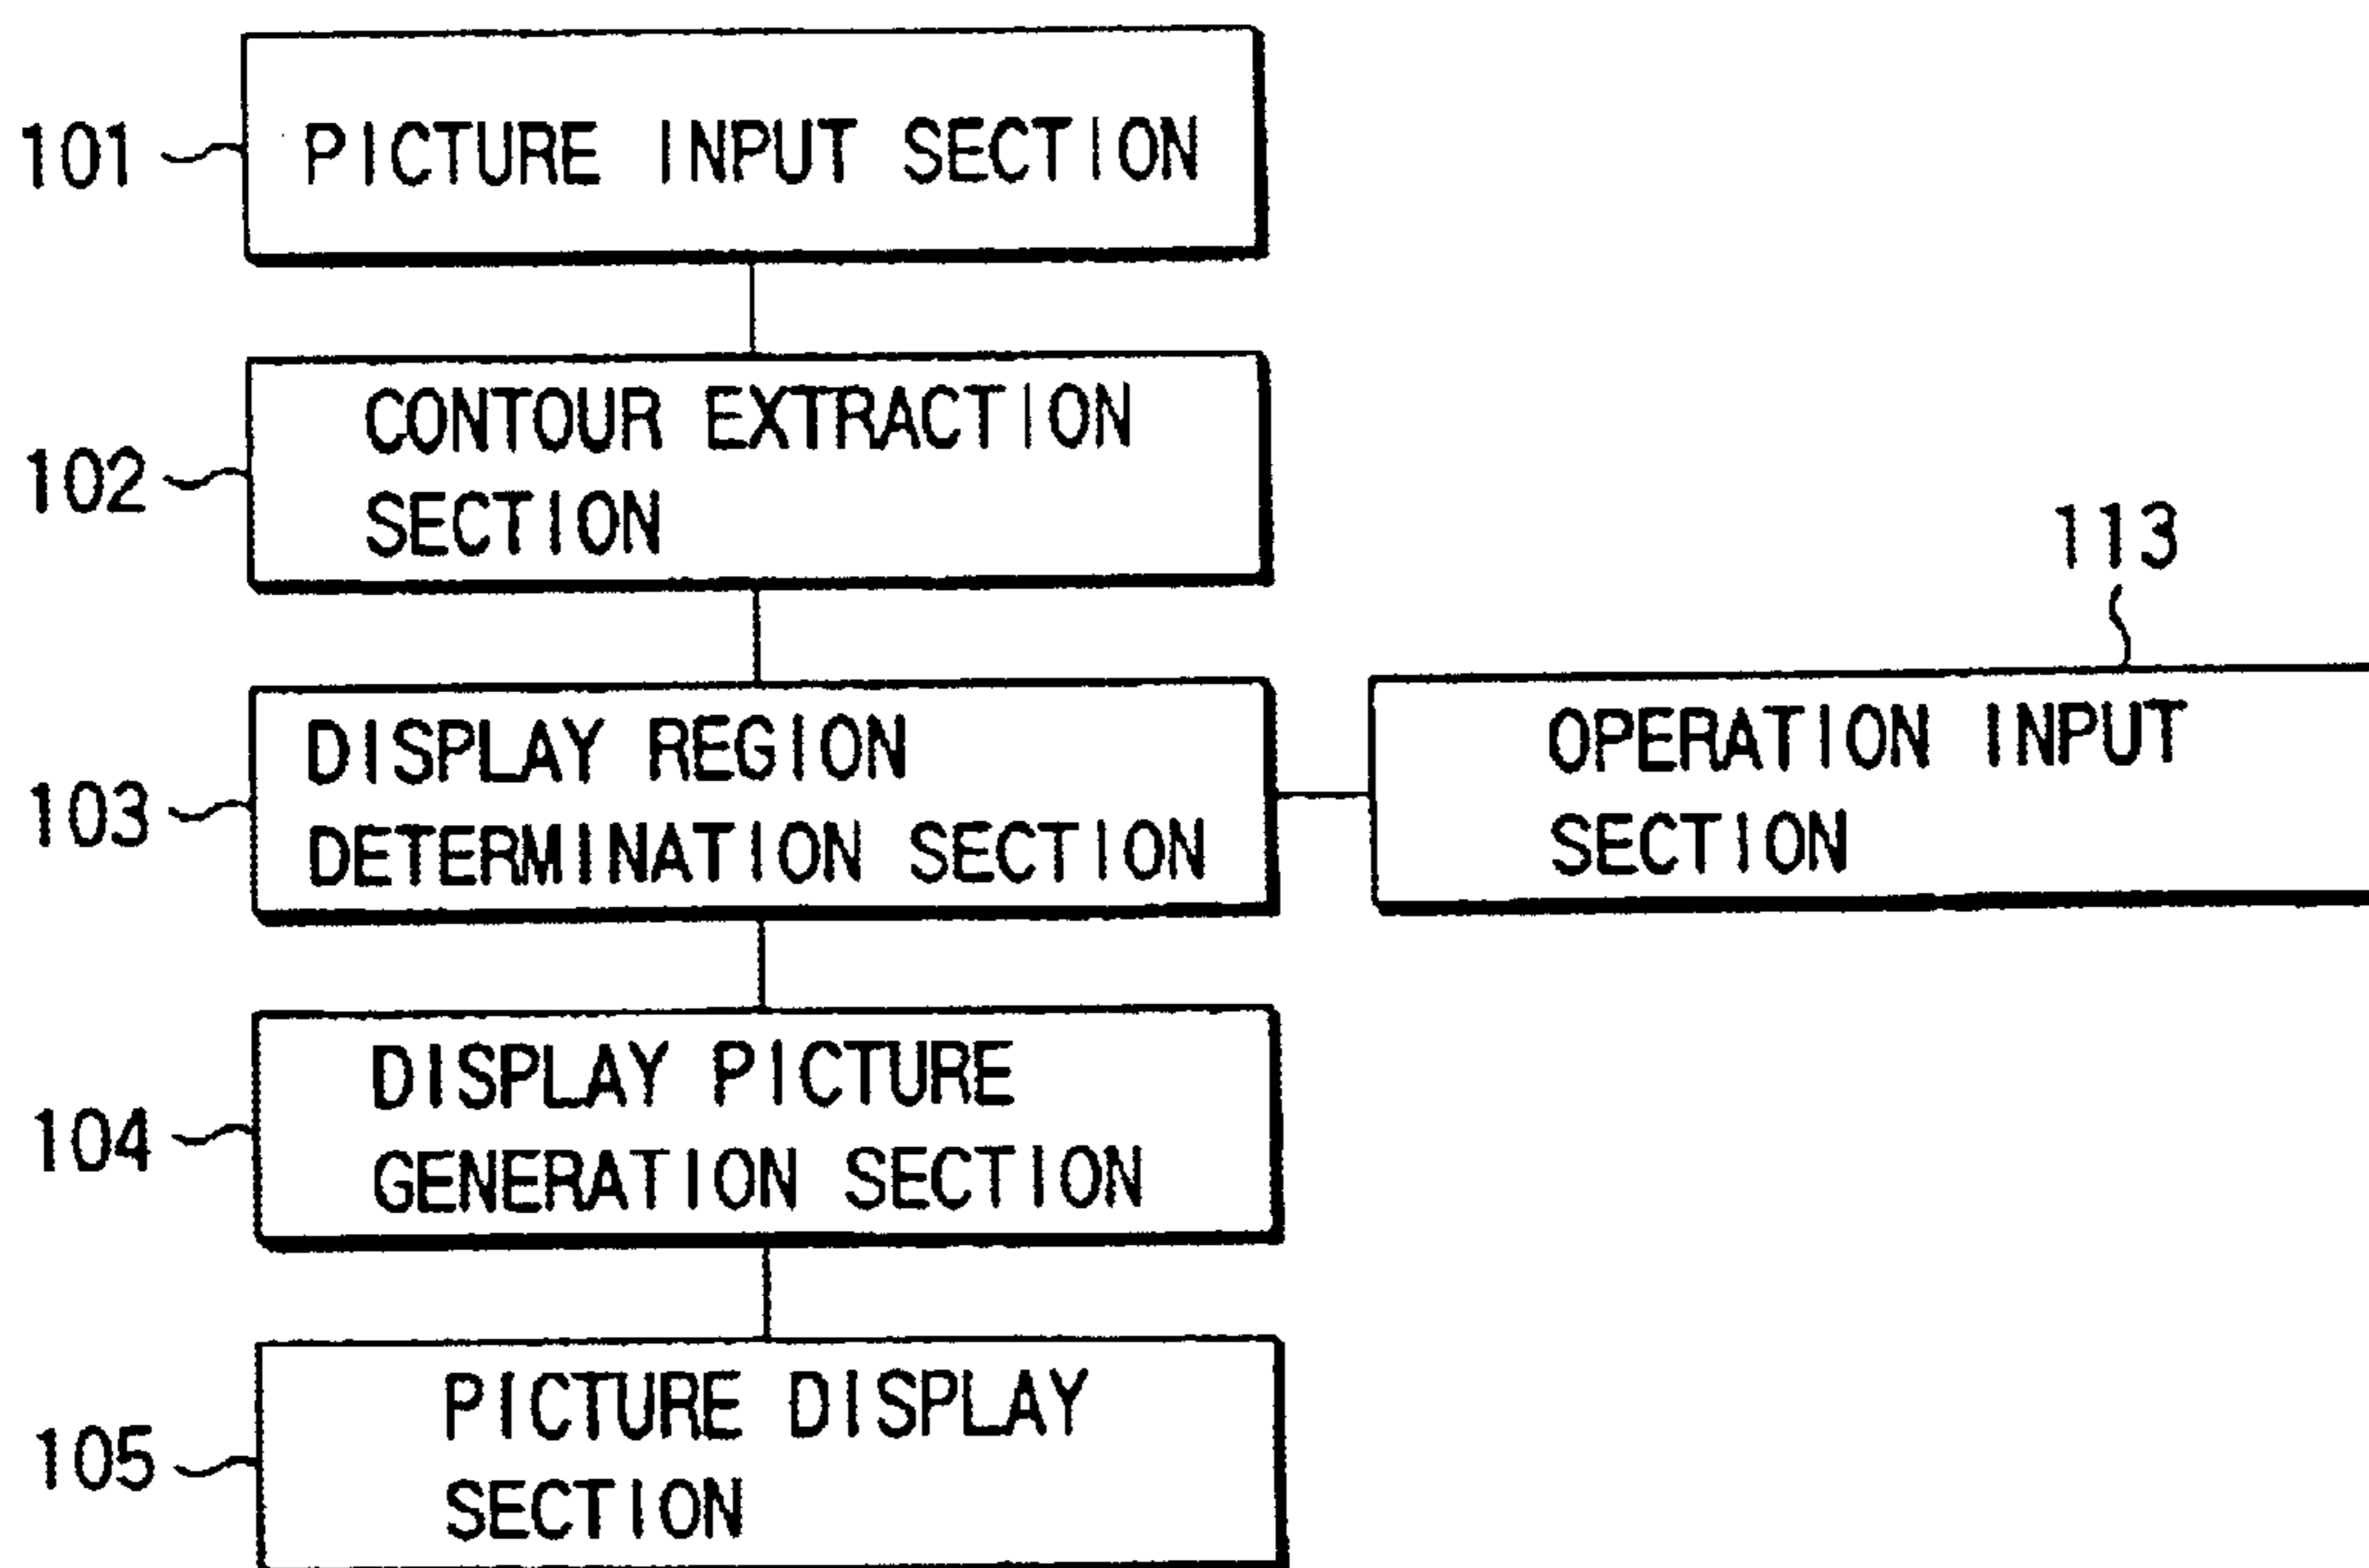 101
PICTURE INPUT SECTION
102
CONTOUR EXTRACTION
SECTION
103
DISPLAY REGION
DETERMINATION SECTION
113
OPERATION INPUT
SECTION
104
DISPLAY PICTURE
GENERATION SECTION
105
PICTURE DISPLAY
SECTION